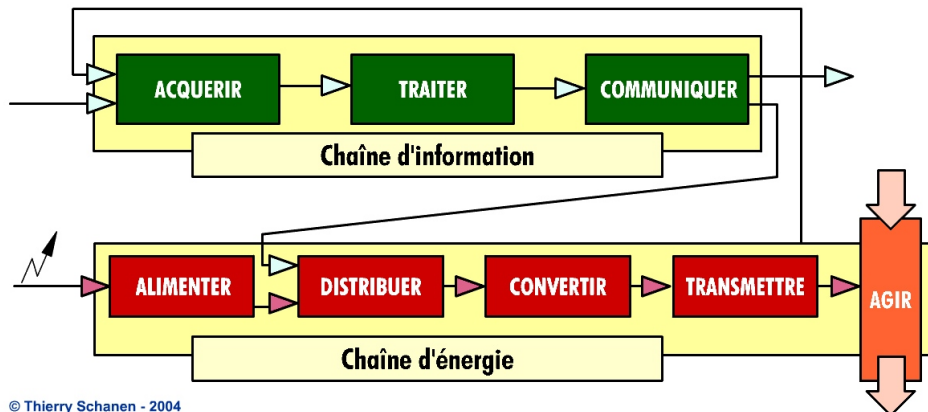 ACQUERIR
TRAITER
COMMUNIQUER
Chaîne d'information
ALIMENTER
DISTRIBUER
CONVERTIR
TRANSMETTRE
AGIR
Chaîne d'énergie
© Thierry Schanen - 2004